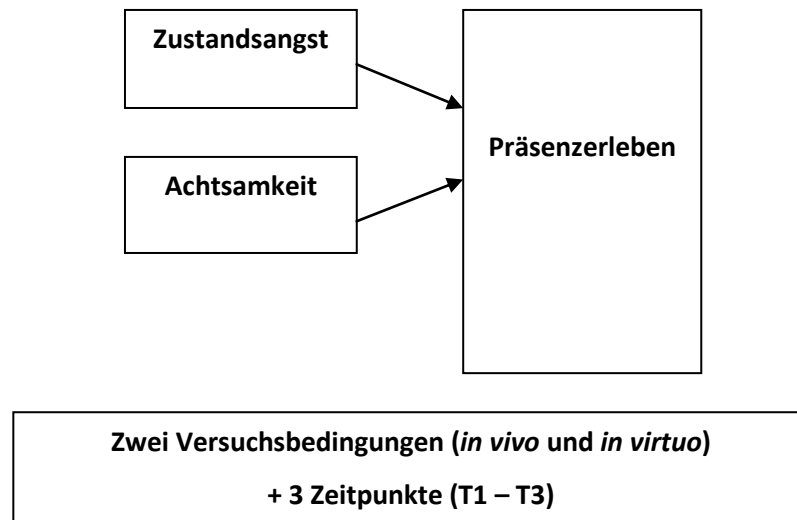 Zustandsangst
Präsenzerleben
Achtsamkeit
Zwei Versuchsbedingungen (in vivo und in virtuo)
+ 3 Zeitpunkte (T1 – T3)